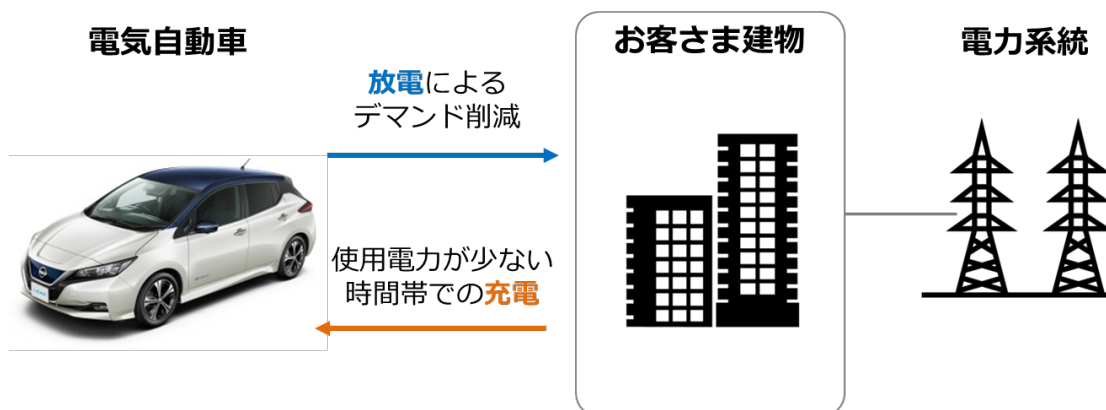 電気自動車
お客さま建物
電力系統
放電による
デマンド削減
使用電力が少ない
時間帯での充電